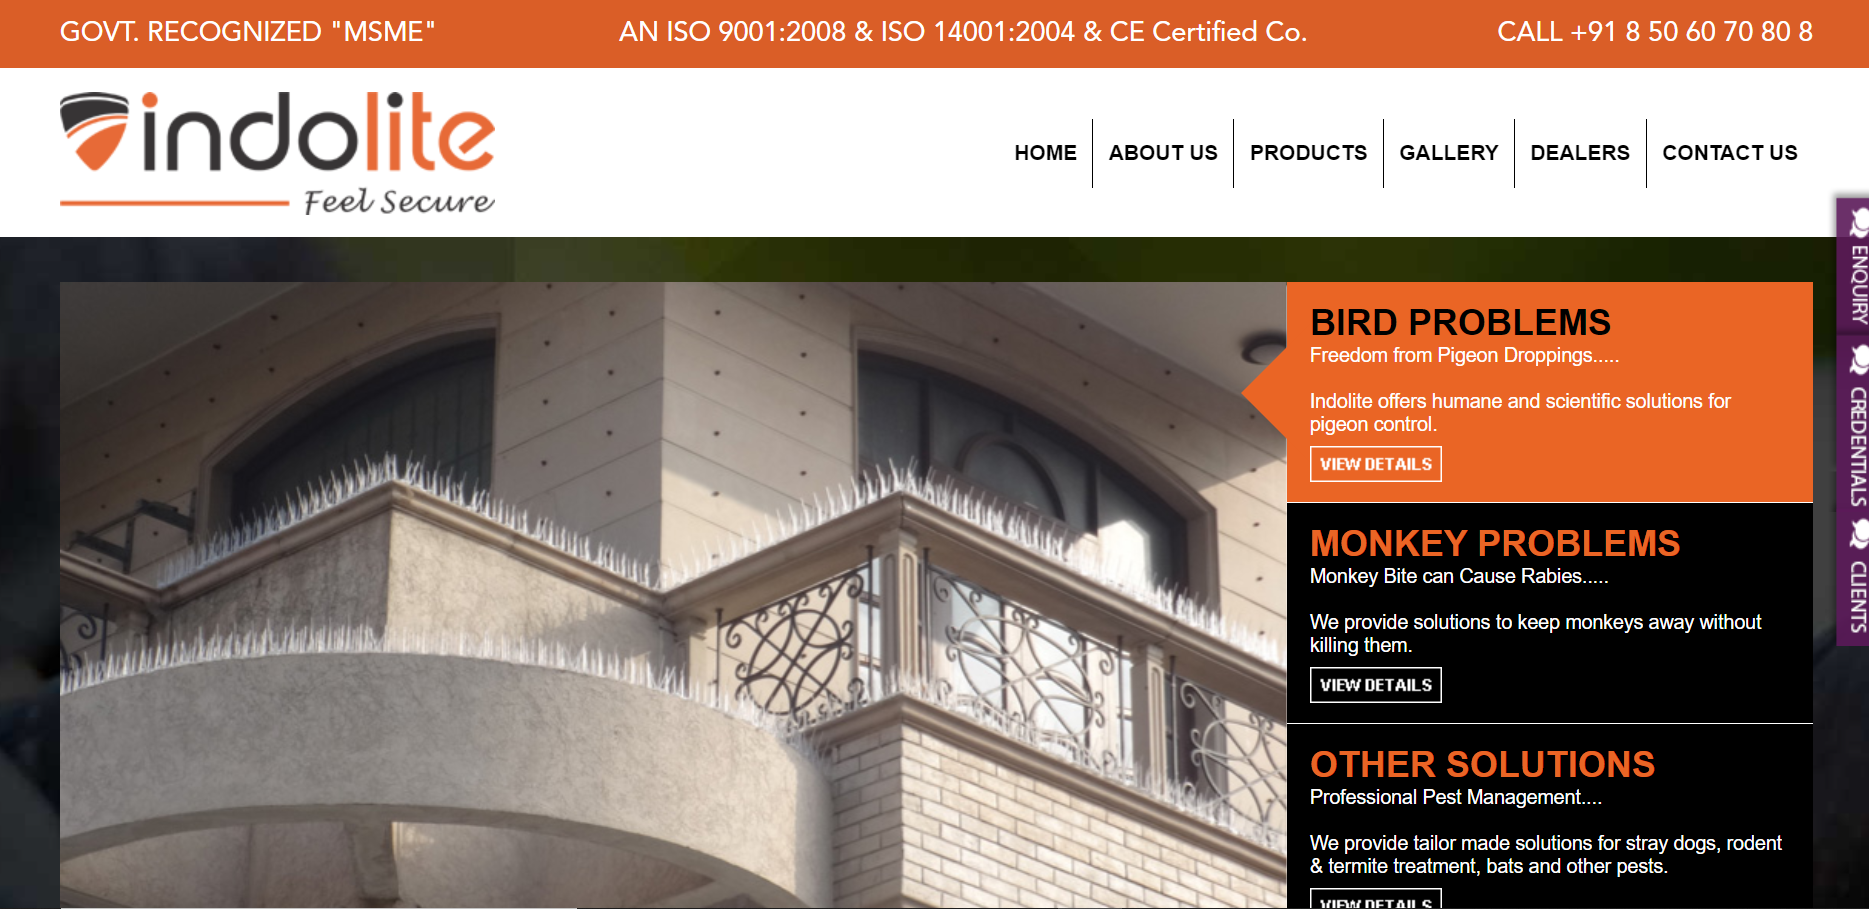 GOVT. RECOGNIZED "MSME"
AN ISO 9001:2008 & ISO 14001:2004 & CE Certified Co.
CALL +91 8 50 60 70 80 8
indolite
Feel Secure
HOME
ABOUT US
PRODUCTS
GALLERY
DEALERS
CONTACT US
ENQUIRY
CREDENTIALS
CLIENTS
BIRD PROBLEMS
Freedom from Pigeon Droppings.....
Indolite offers humane and scientific solutions for
pigeon control.
VIEW DETAILS
MONKEY PROBLEMS
Monkey Bite can Cause Rabies.....
We provide solutions to keep monkeys away without
killing them.
VIEW DETAILS
OTHER SOLUTIONS
Professional Pest Management....
We provide tailor made solutions for stray dogs, rodent
& termite treatment, bats and other pests.
VIEW DETAILS